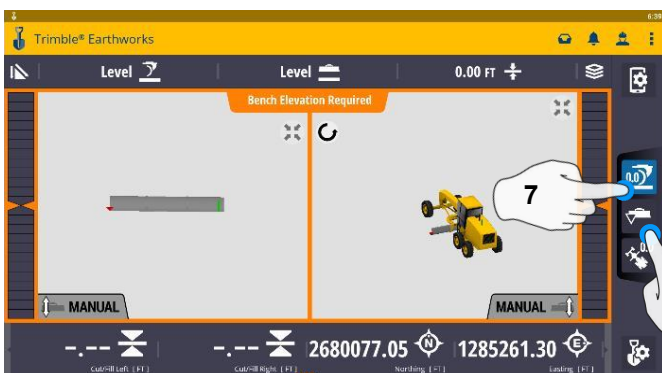 6:39
Trimble® Earthworks
Level
Level
0.00 FT
Bench Elevation Required
0.0
7
MANUAL
MANUAL
-.--
-.--
2680077.05
N
1285261.30
E
Cut/Fill Left [FT]
Cut/Fill Right [FT]
Northing [FT]
Easting [FT]